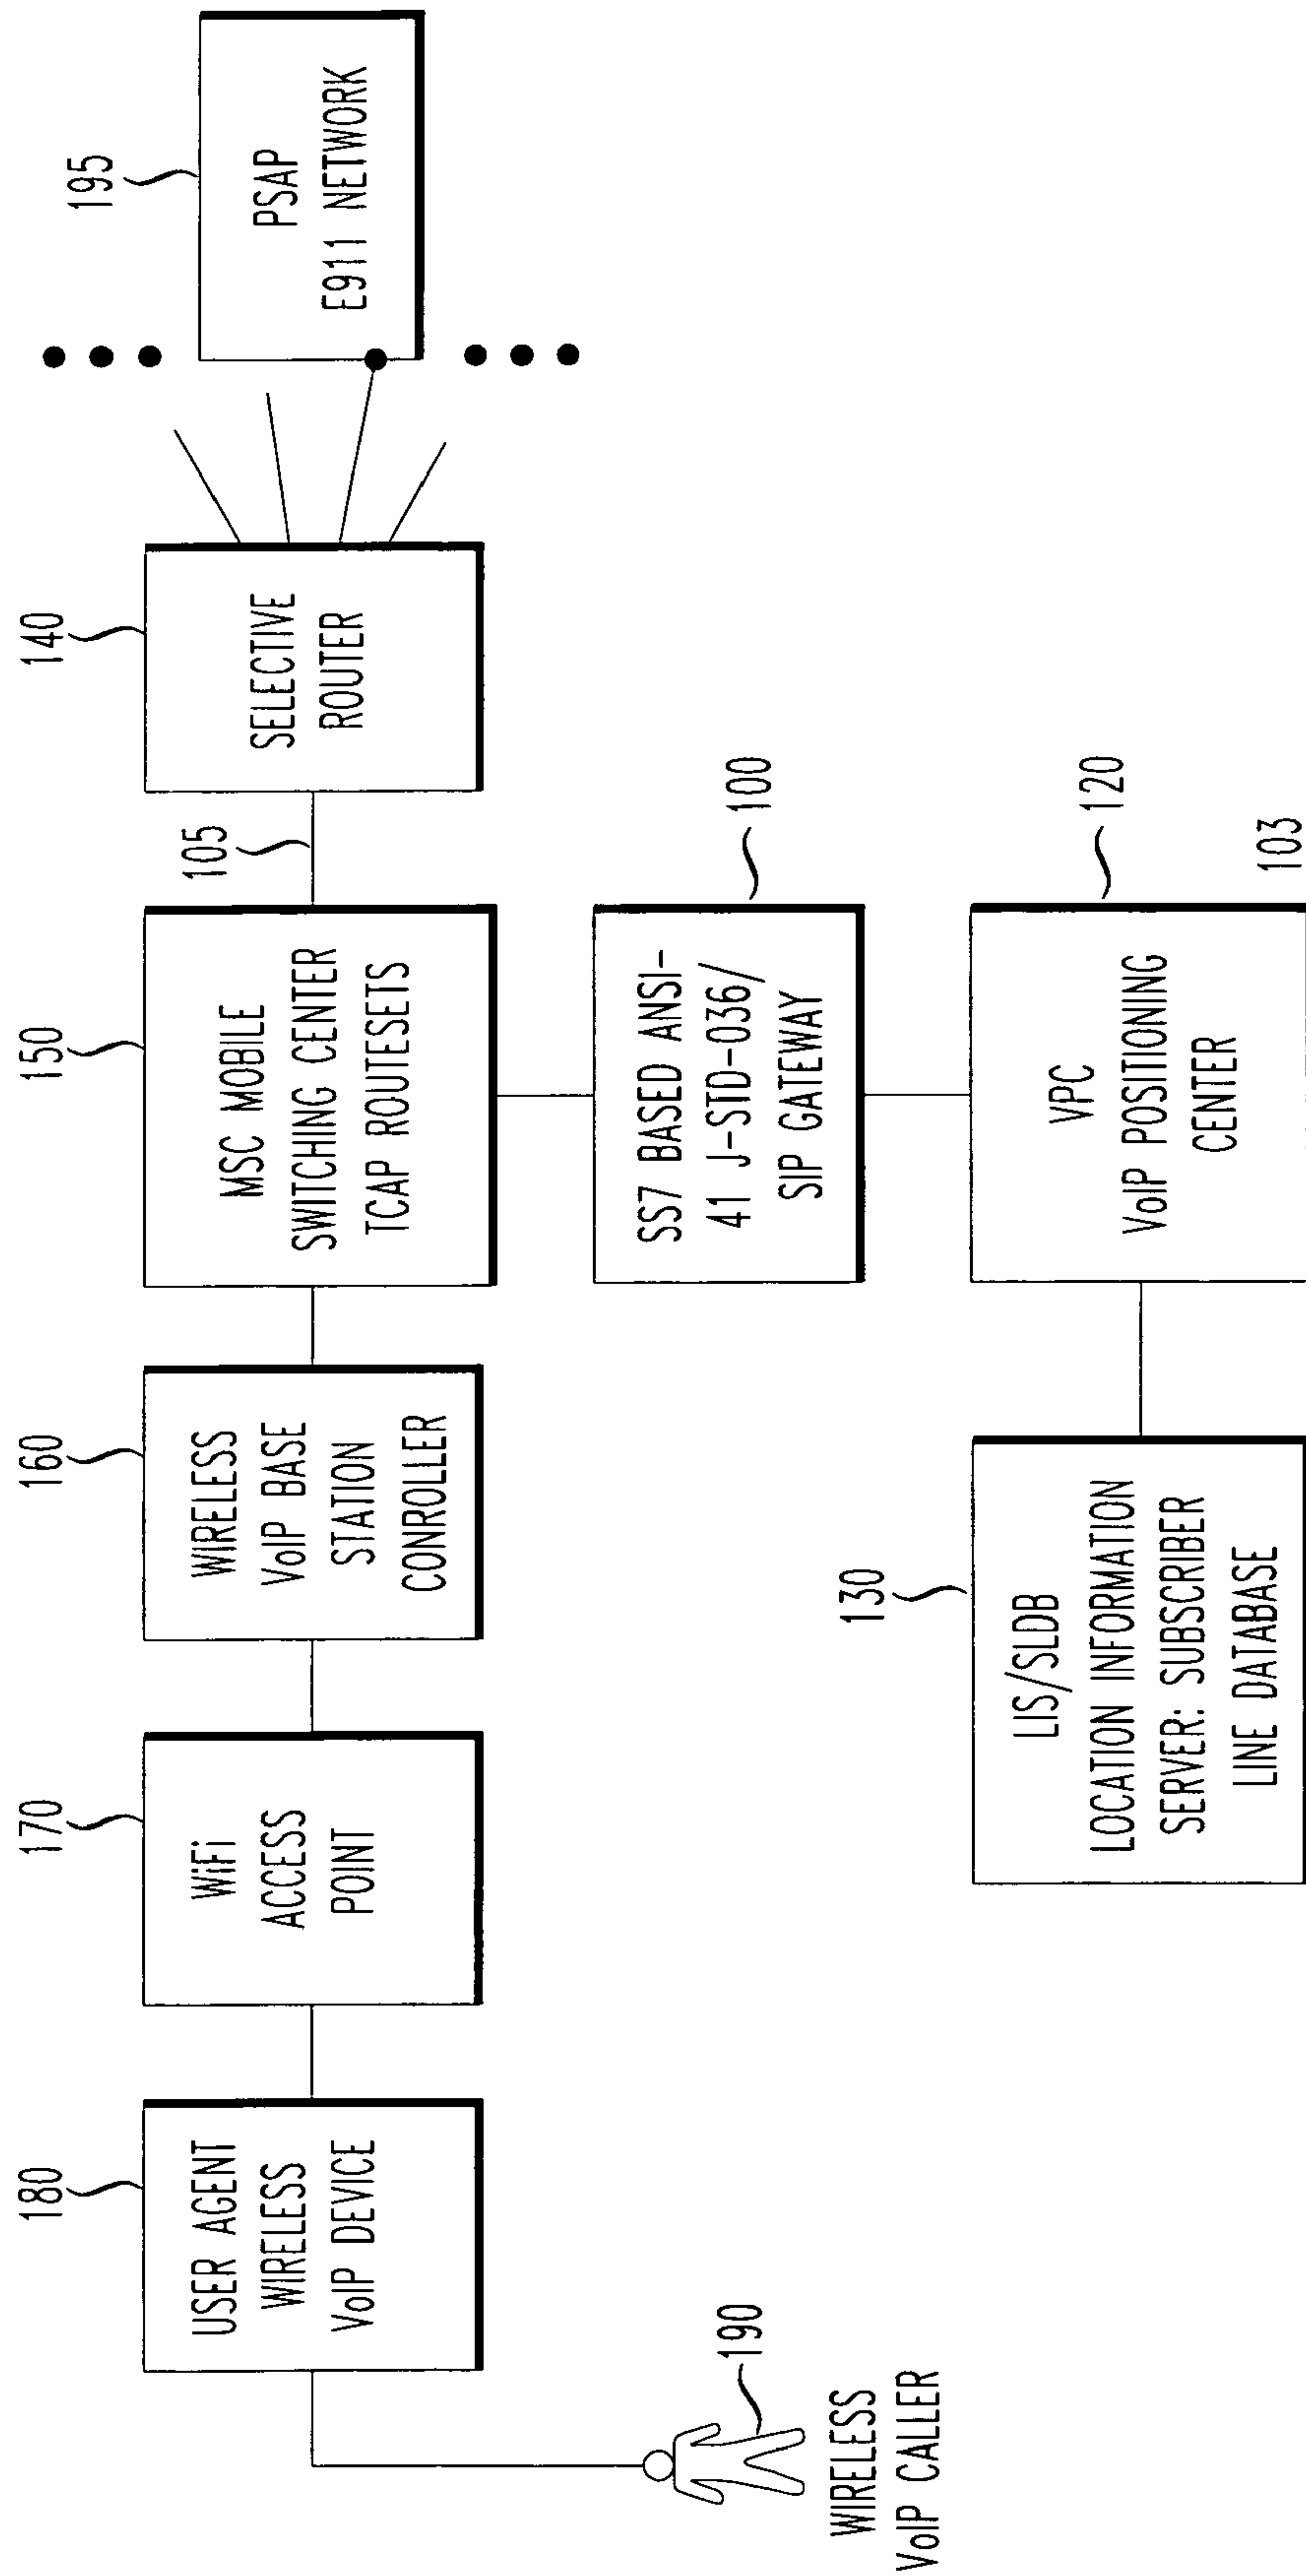 180
USER AGENT
WIRELESS
VoIP DEVICE
170
WiFi
ACCESS
POINT
160
WIRELESS
VoIP BASE
STATION
CONROLLER
150
MSC MOBILE
SWITCHING CENTER
TCAP ROUTESETS
105
140
SELECTIVE
ROUTER
195
PSAP
E911 NETWORK
190
WIRELESS
VoIP CALLER
SS7 BASED ANSI-
41 J-STD-036/
SIP GATEWAY
100
130
LIS/SLDB
LOCATION INFORMATION
SERVER: SUBSCRIBER
LINE DATABASE
VPC
VoIP POSITIONING
CENTER
120
103